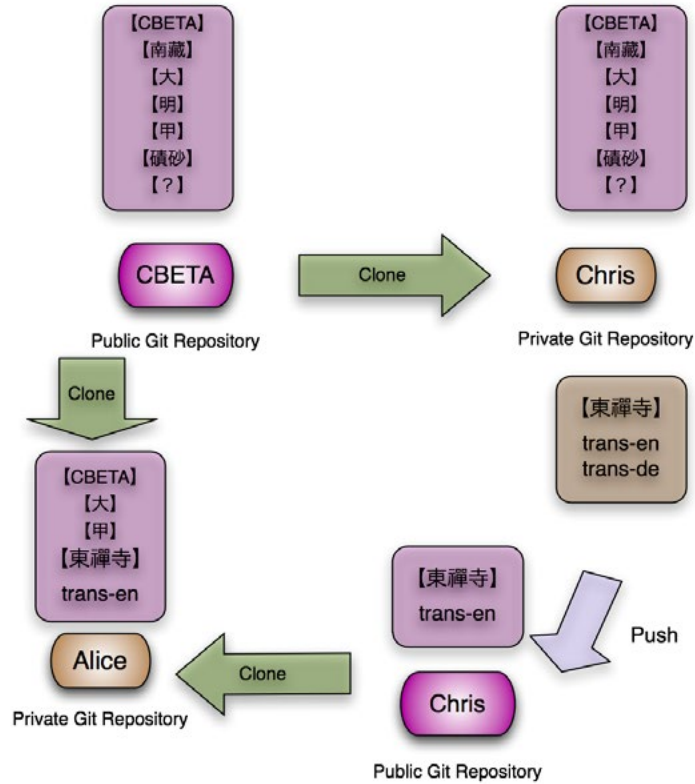 【CBETA】
【南藏】
【大】
【明】
【甲】
【磧砂】
【？】
CBETA
Public Git Repository
Clone
【CBETA】
【南藏】
【大】
【明】
【甲】
【磧砂】
【？】
Chris
Private Git Repository
【東禪寺】
trans-en
trans-de
Push
【東禪寺】
trans-en
Chris
Public Git Repository
Clone
Clone
【CBETA】
【大】
【甲】
【東禪寺】
trans-en
Alice
Private Git Repository